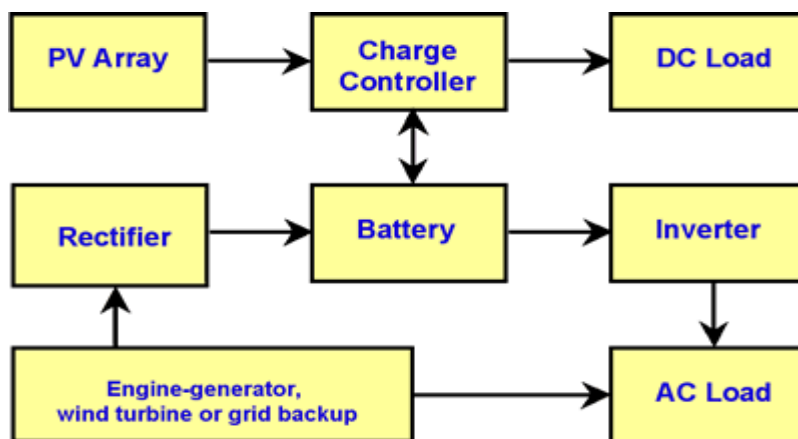 PV Array
Charge
Controller
DC Load
Rectifier
Battery
Inverter
Engine-generator,
wind turbine or grid backup
AC Load